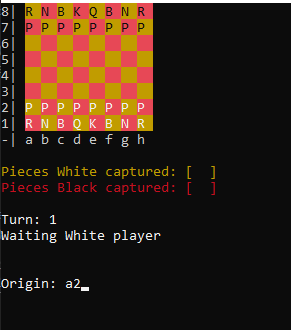 8| R N B K Q B N R
7| P P P P P P P P
6|
5|
4|
3|
2| P P P P P P P P
1| R N B Q K B N R
-| a b c d e f g h
Pieces White captured: [  ]
Pieces Black captured: [  ]
Turn: 1
Waiting White player
Origin: a2